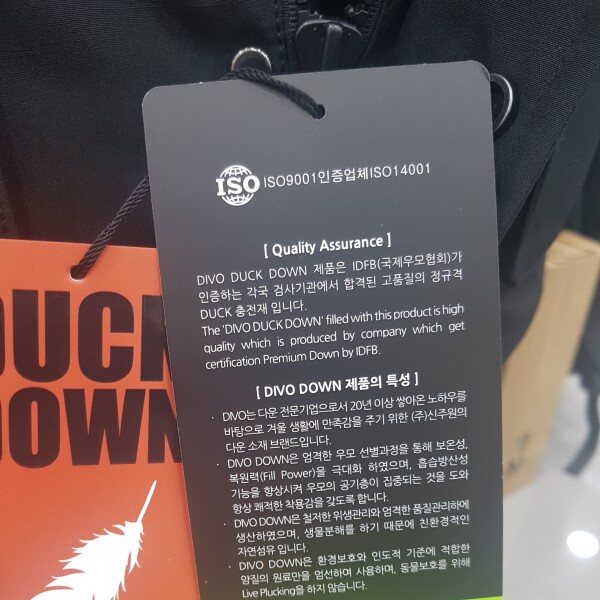 ISO ISO9001인증업체ISO14001
[ Quality Assurance ]
DIVO DUCK DOWN 제품은 IDFB(국제우모협회)가
인증하는 각국 검사기관에서 합격된 고품질의 정규격
DUCK 충전재 입니다.
The 'DIVO DUCK DOWN' filled with this product is high
quality which is produced by company which get
certification Premium Down by IDFB.
[ DIVO DOWN 제품의 특성 ]
· DIVO는 다운 전문기업으로서 20년 이상 쌓아온 노하우를
바탕으로 겨울 생활에 만족감을 주기 위한 (주)신주원의
다운 소재 브랜드입니다.
· DIVO DOWN은 엄격한 우모 선별과정을 통해 보온성,
복원력(Fill Power)을 극대화 하였으며, 흡습방산성
기능을 향상시켜 우모의 공기층이 집중되는 것을 도와
항상 쾌적한 착용감을 갖도록 합니다.
· DIVO DOWN은 철저한 위생관리와 엄격한 품질관리하에
생산하였으며, 생물분해를 하기 때문에 친환경적인
자연섬유 입니다.
· DIVO DOWN은 환경보호와 인도적 기준에 적합한
양질의 원료만을 엄선하여 사용하며, 동물보호를 위해
Live Plucking을 하지 않습니다.
DUCK
DOWN